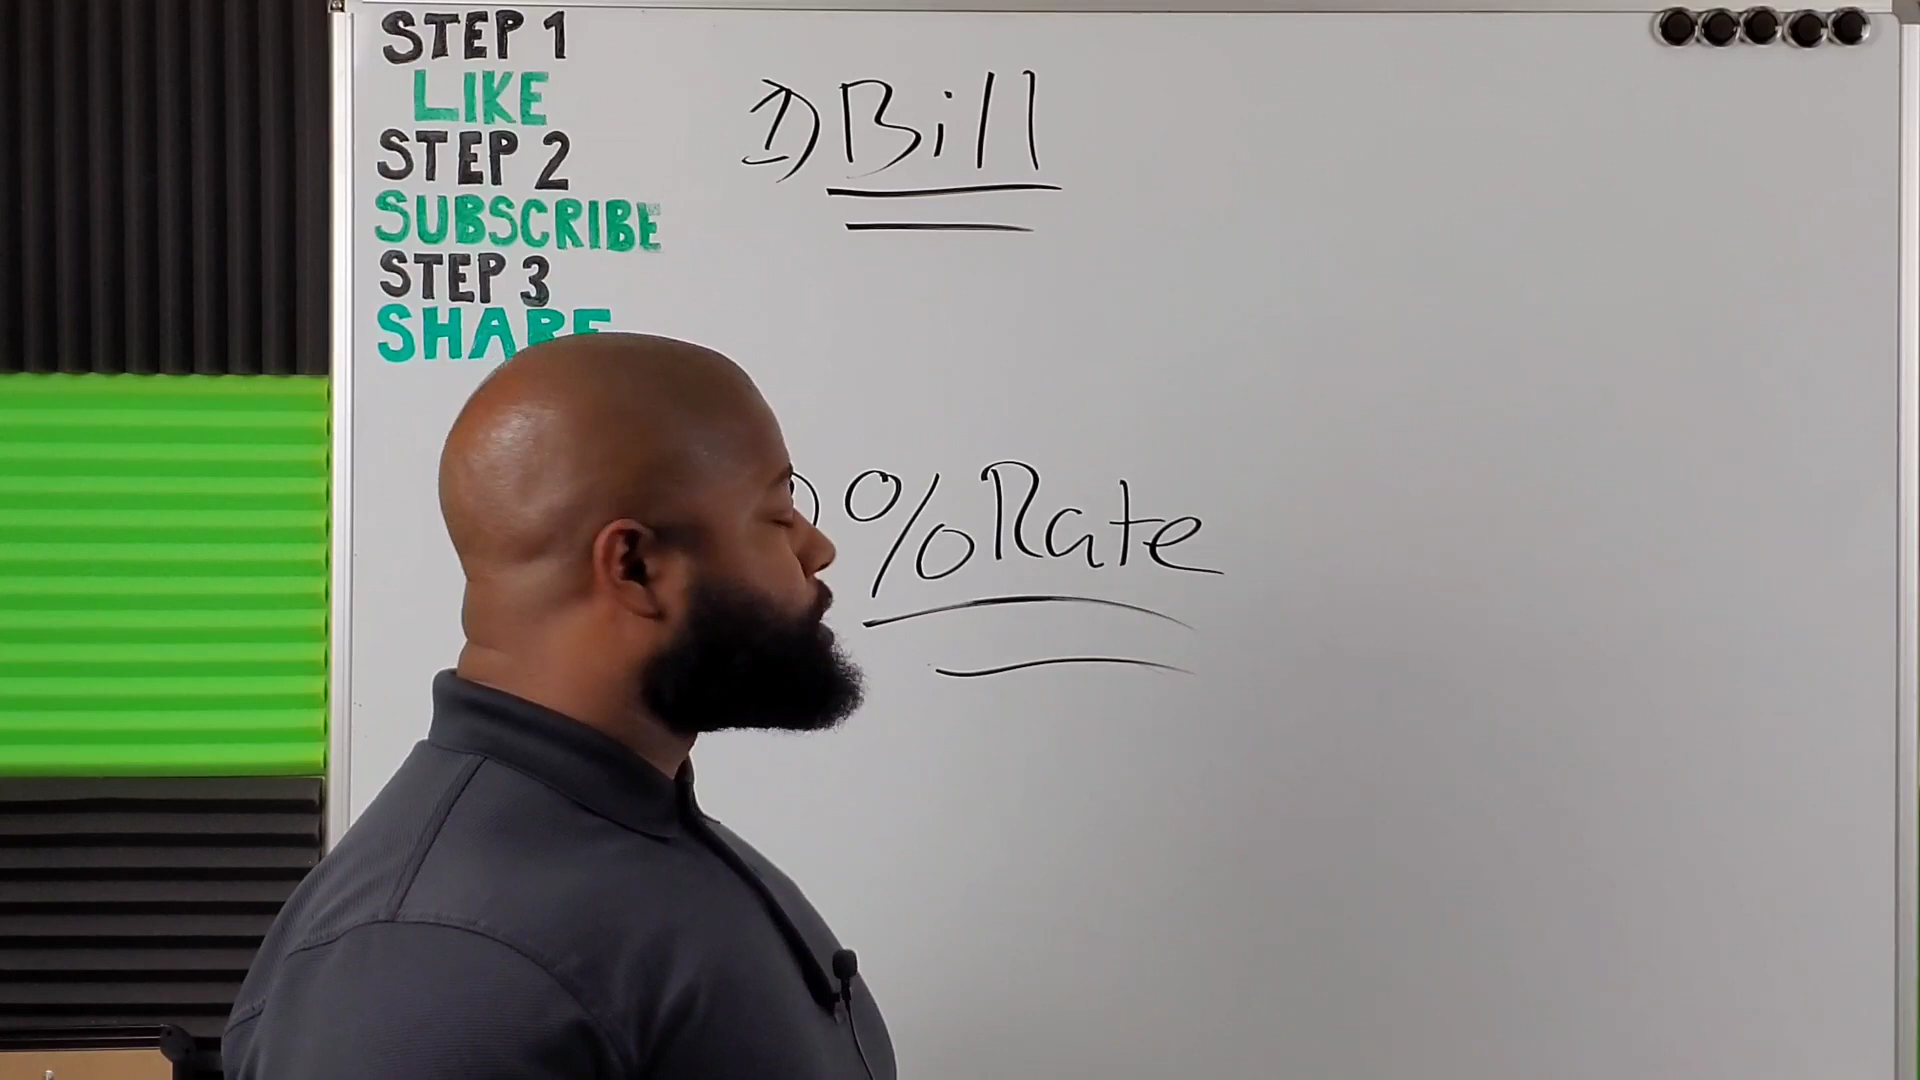 STEP 1
LIKE
STEP 2
SUBSCRIBE
STEP 3
SHARE
1) Bill
) % Rate